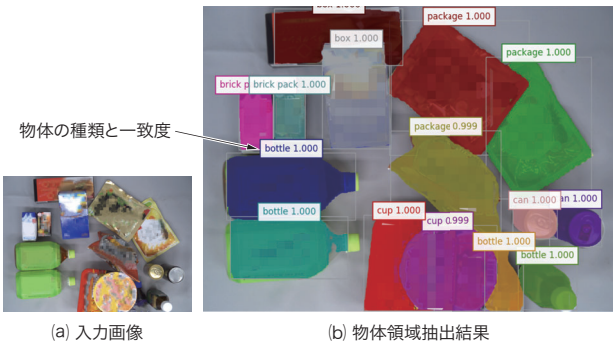 box 1.000
package 1.000
box 1.000
package 1.000
brick p
brick pack 1.000
package 0.999
物体の種類と一致度
bottle 1.000
can 1.000
an 1.000
bottle 1.000
cup 1.000
cup 0.999
bottle 1.000
bottle 1.000
(a) 入力画像
(b) 物体領域抽出結果